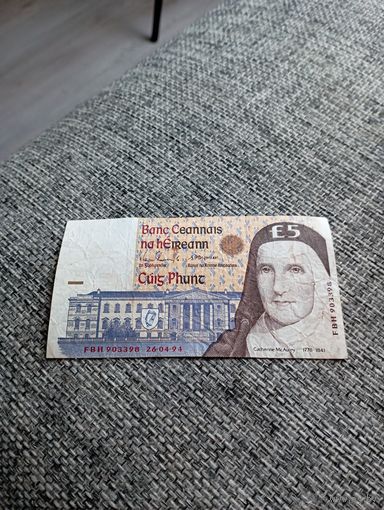 Banc Ceannais
na hÉireann
£5
Cúig Phunt
FBH 903398 26·04·94
Catherine McAuley 1778-1841
FBH 903398